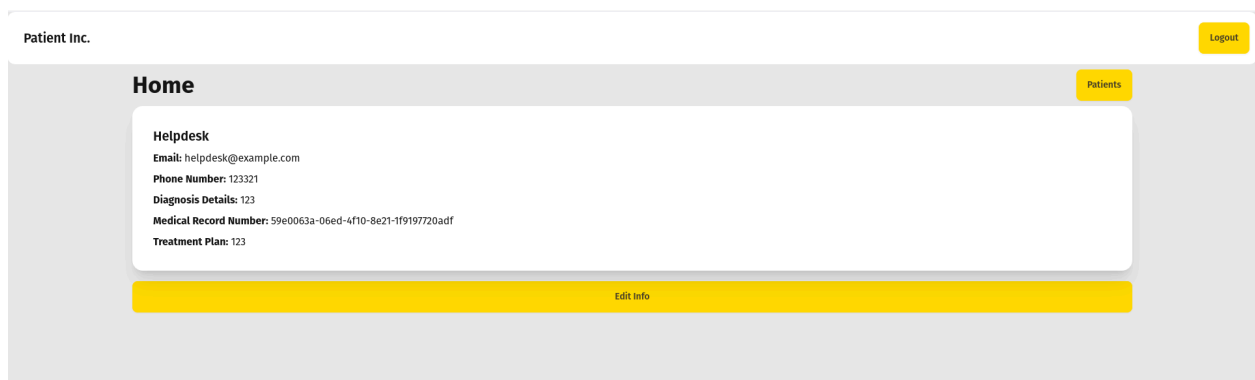 Patient Inc.
Logout
Home
Patients
Helpdesk
Email: helpdesk@example.com
Phone Number: 123321
Diagnosis Details: 123
Medical Record Number: 59e0063a-06ed-4f10-8e21-1f9197720adf
Treatment Plan: 123
Edit Info